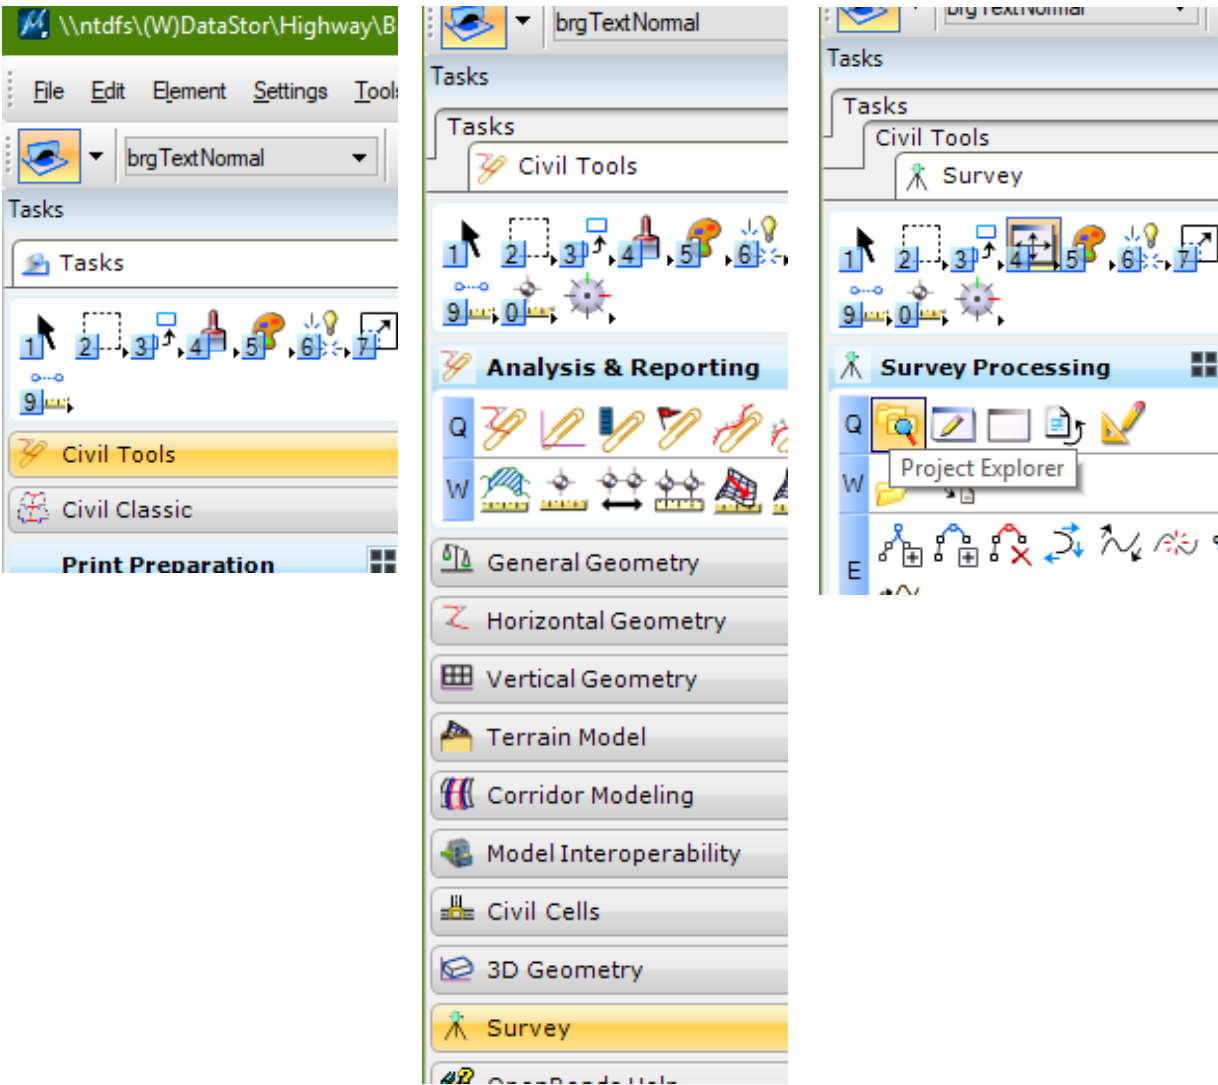 \\ntdfs\(W)DataStor\Highway\B
File Edit Element Settings Tools
brgTextNormal
Tasks
Tasks
1 2 3 4 5 6 7
9
Civil Tools
Civil Classic
Print Preparation
brgTextNormal
Tasks
Tasks
Civil Tools
1 2 3 4 5 6
9 0
Analysis & Reporting
Q
W
General Geometry
Horizontal Geometry
Vertical Geometry
Terrain Model
Corridor Modeling
Model Interoperability
Civil Cells
3D Geometry
Survey
OpenRoads Help
brgTextNormal
Tasks
Tasks
Civil Tools
Survey
1 2 3 4 5 6 7
9 0
Survey Processing
Q
Project Explorer
W
E